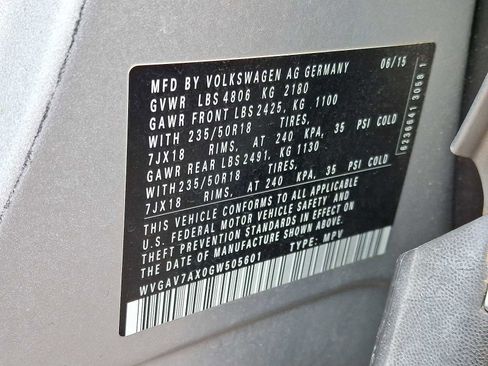 MFD BY VOLKSWAGEN AG GERMANY 06/15
GVWR LBS 4806 KG 2180
GAWR FRONT LBS 2425, KG 1100
WITH 235/50R18 TIRES,
7JX18 RIMS, AT 240 KPA, 35 PSI COLD
GAWR REAR LBS 2491, KG 1130
WITH 235/50R18 TIRES,
7JX18 RIMS, AT 240 KPA, 35 PSI COLD
THIS VEHICLE CONFORMS TO ALL APPLICABLE
U.S. FEDERAL MOTOR VEHICLE SAFETY AND
THEFT PREVENTION STANDARDS IN EFFECT ON
THE DATE OF MANUFACTURE SHOWN ABOVE
WVGAV7AX0GW505601 TYPE: MPV